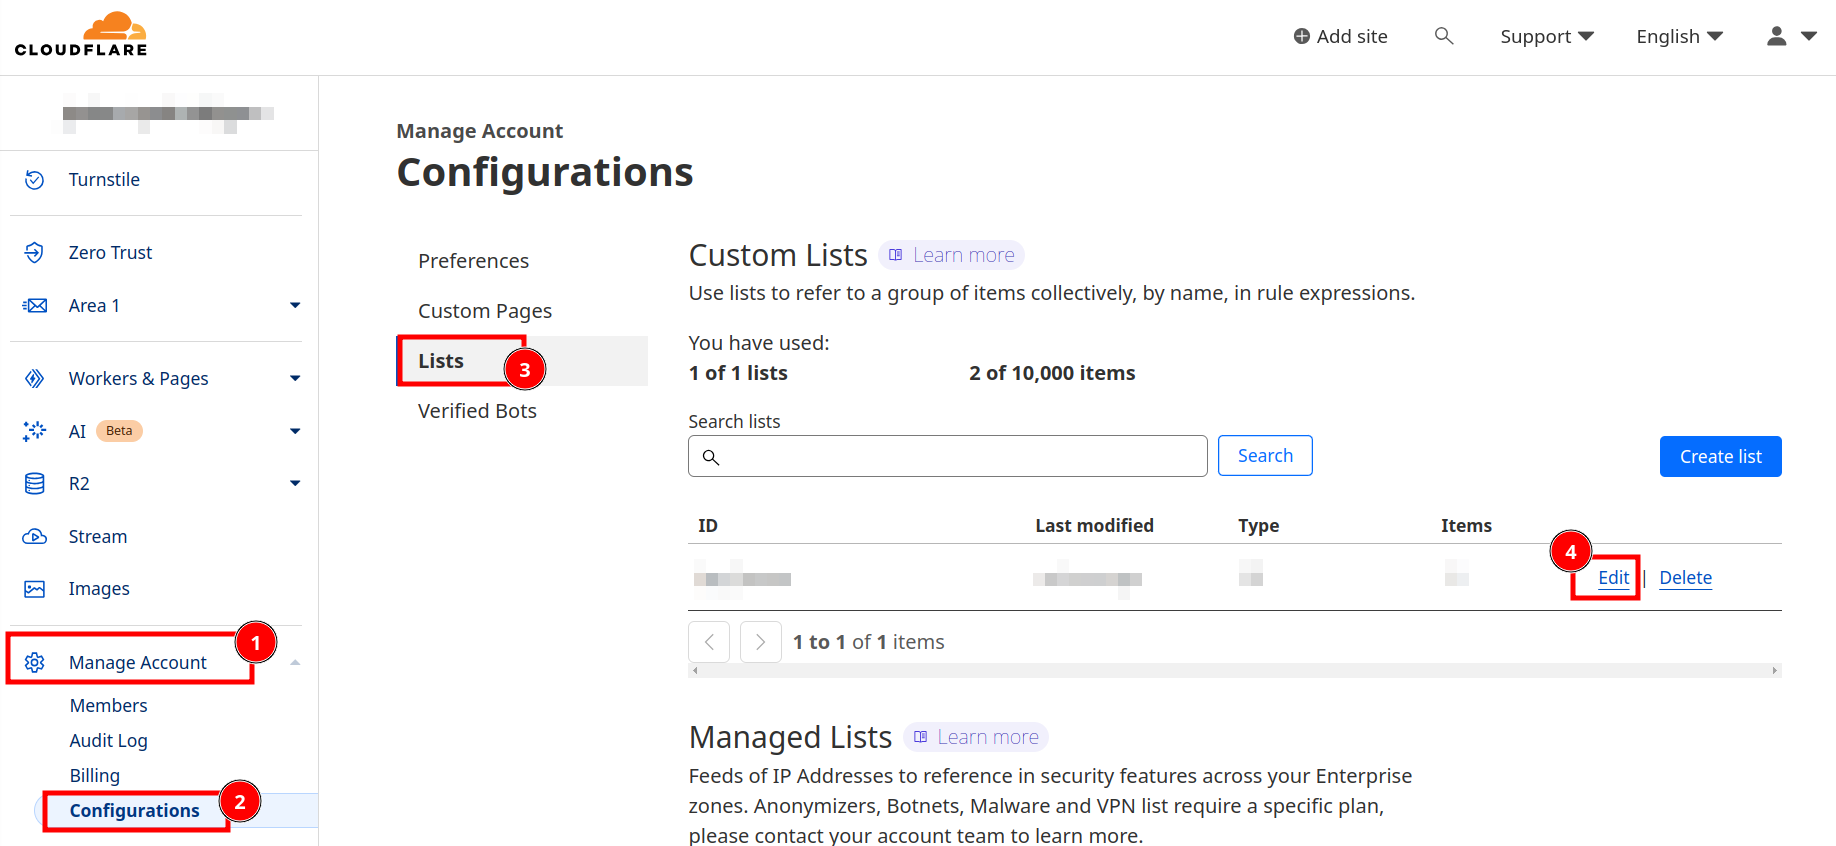 CLOUDFLARE
Add site
Support
English
Turnstile
Zero Trust
Area 1
Workers & Pages
AI Beta
R2
Stream
Images
1
Manage Account
Members
Audit Log
Billing
2
Configurations
Manage Account
Configurations
Preferences
Custom Pages
Lists
3
Verified Bots
Custom Lists Learn more
Use lists to refer to a group of items collectively, by name, in rule expressions.
You have used:
1 of 1 lists 2 of 10,000 items
Search lists
Search Create list
ID Last modified Type Items
4
Edit | Delete
1 to 1 of 1 items
Managed Lists Learn more
Feeds of IP Addresses to reference in security features across your Enterprise
zones. Anonymizers, Botnets, Malware and VPN list require a specific plan,
please contact your account team to learn more.